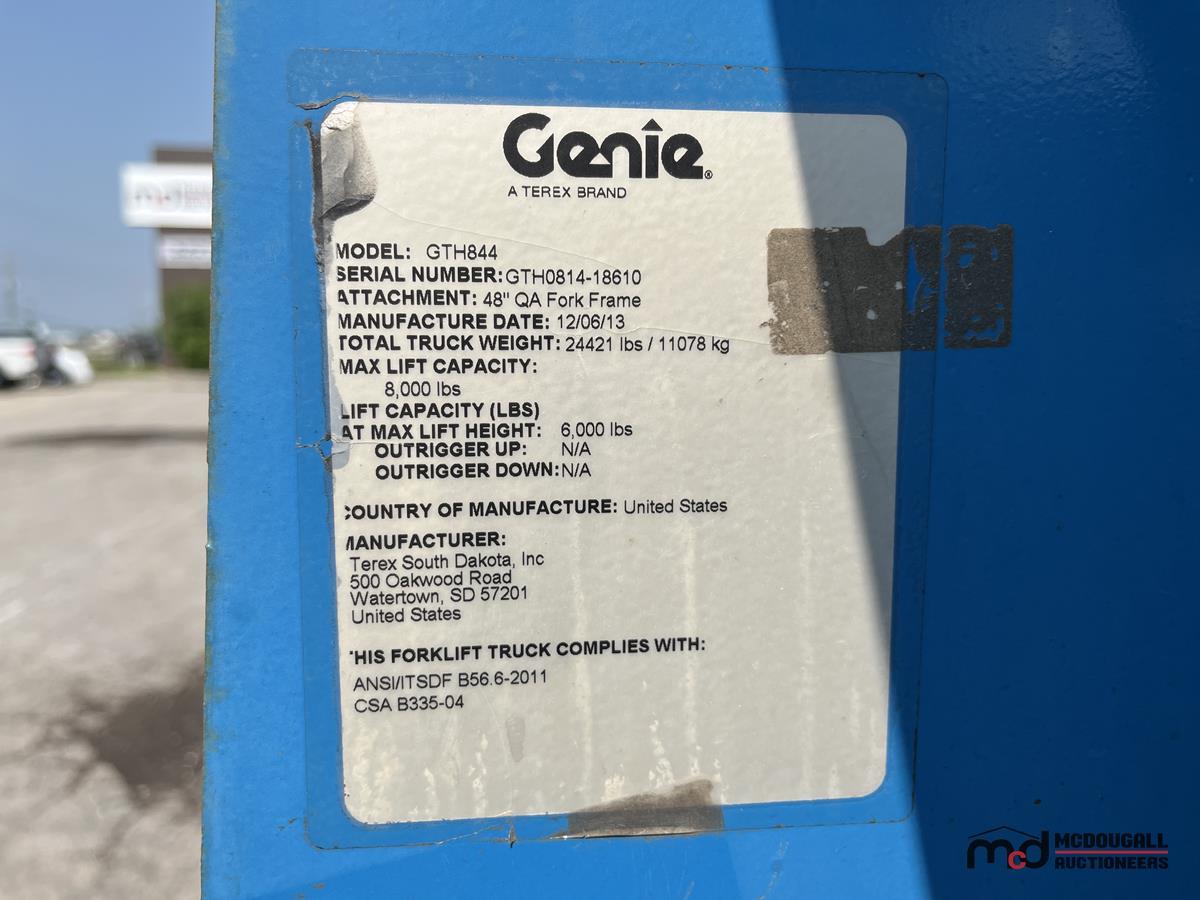 Genie®
A TEREX BRAND
MODEL: GTH844
SERIAL NUMBER: GTH0814-18610
ATTACHMENT: 48" QA Fork Frame
MANUFACTURE DATE: 12/06/13
TOTAL TRUCK WEIGHT: 24421 lbs / 11078 kg
MAX LIFT CAPACITY:
8,000 lbs
LIFT CAPACITY (LBS)
AT MAX LIFT HEIGHT: 6,000 lbs
OUTRIGGER UP: N/A
OUTRIGGER DOWN: N/A
COUNTRY OF MANUFACTURE: United States
MANUFACTURER:
Terex South Dakota, Inc
500 Oakwood Road
Watertown, SD 57201
United States
THIS FORKLIFT TRUCK COMPLIES WITH:
ANSI/ITSDF B56.6-2011
CSA B335-04
mcd MCDOUGALL
AUCTIONEERS